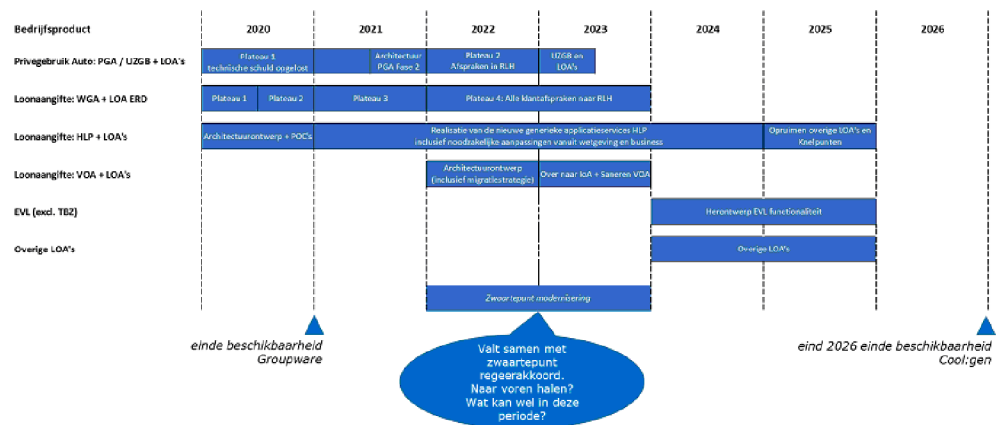 Bedrijfsproduct 2020 2021 2022 2023 2024 2025 2026
Privegebruik Auto: PGA / UZGB + LOA's
Plateau 1
technische schuld opgelost
Architectuur
PGA Fase 2
Plateau 2
Afspraken in RLH
UZGB en
LOA's
Loonaangifte: WGA + LOA ERD
Plateau 1
Plateau 2
Plateau 3
Plateau 4: Alle klantafspraken naar RLH
Loonaangifte: HLP + LOA's
Architectuurontwerp + POC's
Realisatie van de nieuwe generieke applicatieservices HLP
inclusief noodzakelijke aanpassingen vanuit wetgeving en business
Opruimen overige LOA's en
Knelpunten
Loonaangifte: VOA + LOA's
Architectuurontwerp
(inclusief migratiestrategie)
Over naar IoA + Saneren VOA
EVL (excl. TBZ)
Herontwerp EVL functionaliteit
Overige LOA's
Overige LOA's
Zwaartepunt modernisering
einde beschikbaarheid
Groupware
Valt samen met
zwaartepunt
regeerakkoord.
Naar voren halen?
Wat kan wel in deze
periode?
eind 2026 einde beschikbaarheid
Cool:gen